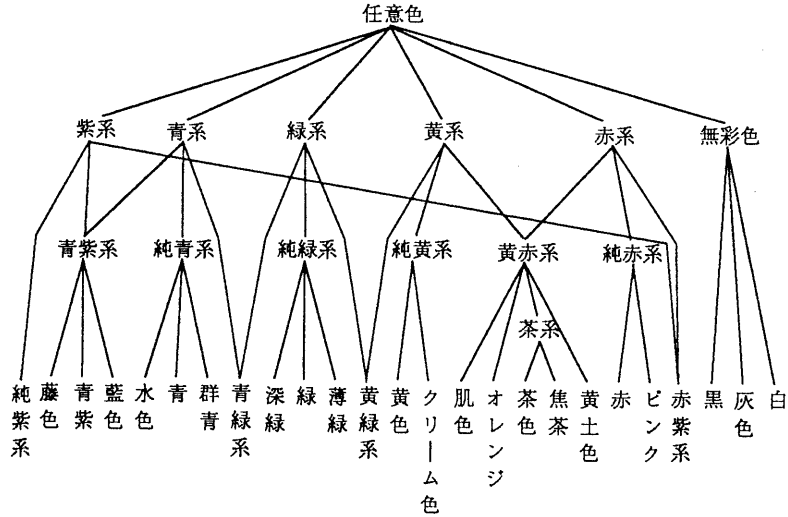 任意色
紫系 青系 緑系 黄系 赤系 無彩色
青紫系 純青系 純緑系 純黄系 黄赤系 純赤系
茶系
純紫系
藤色
青紫
藍色
水色
青
群青
青緑系
深緑
緑
薄緑
黄緑系
黄色
クリーム色
肌色
オレンジ
茶色
焦茶
黄土色
赤
ピンク
赤紫系
黒
灰色
白